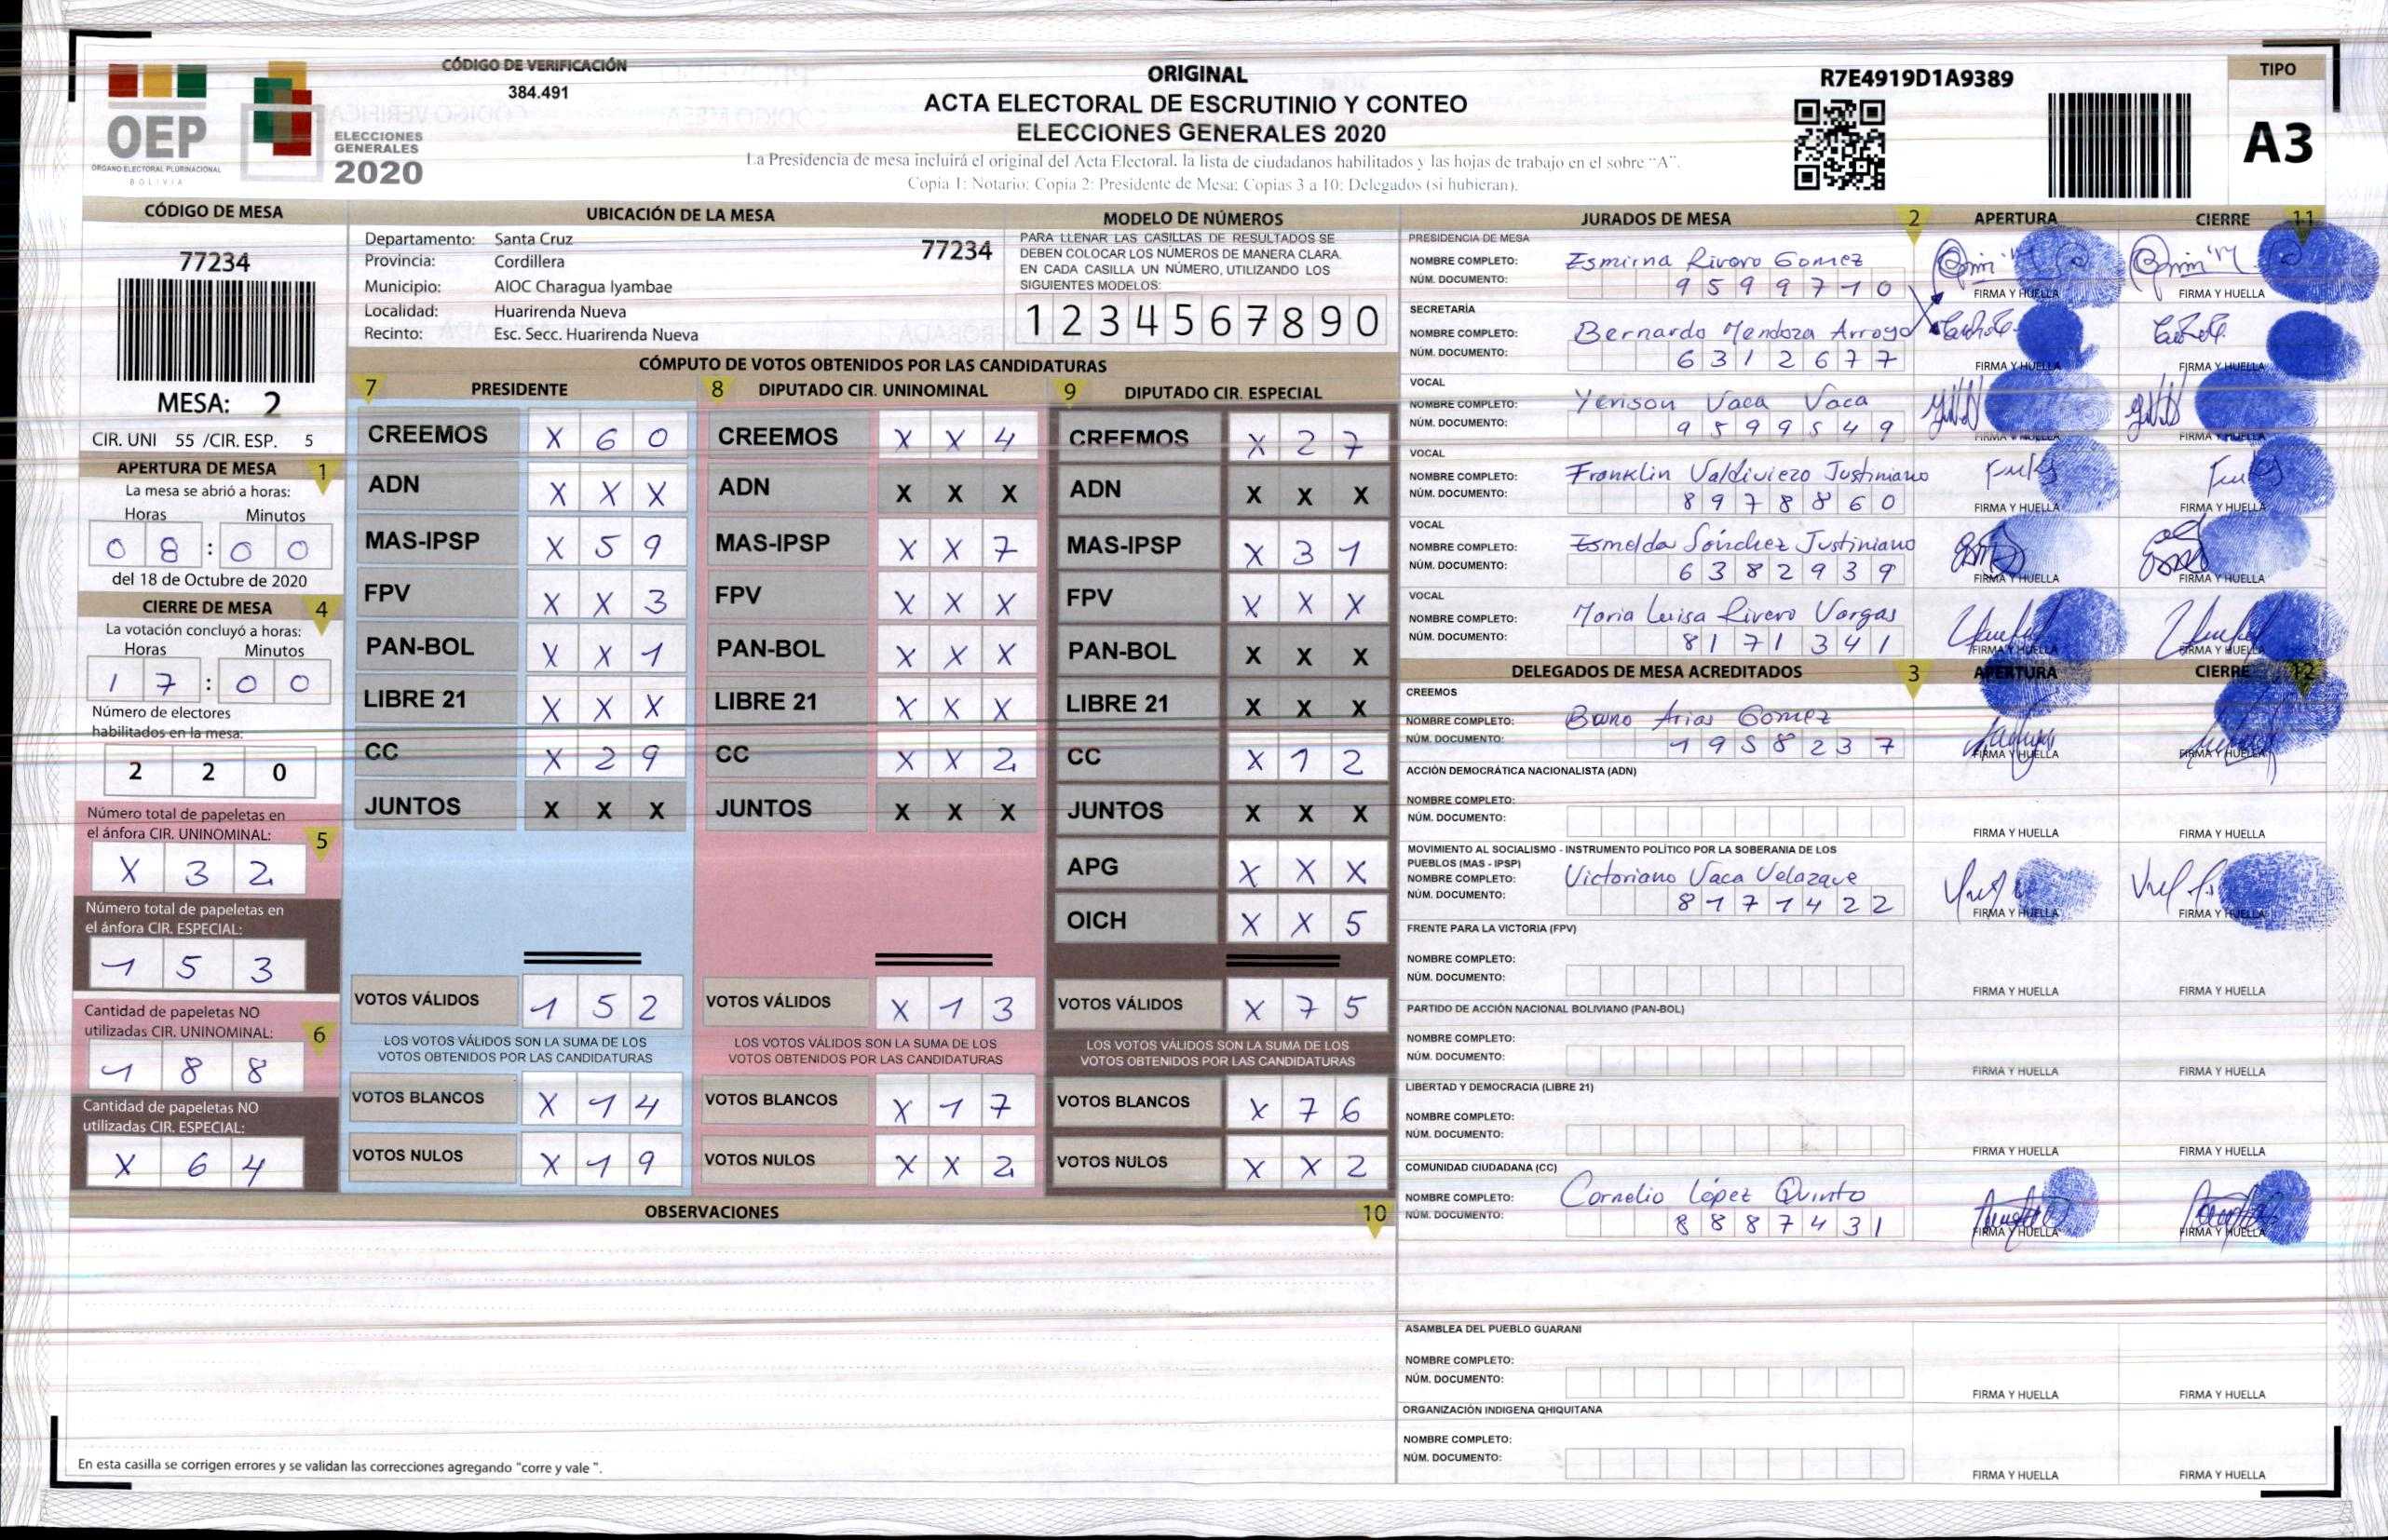 CÓDIGO DE VERIFICACIÓN
384.491
OEP
ÓRGANO ELECTORAL PLURINACIONAL
BOLIVIA
ELECCIONES
GENERALES
2020
ORIGINAL
ACTA ELECTORAL DE ESCRUTINIO Y CONTEO
ELECCIONES GENERALES 2020
La Presidencia de mesa incluirá el original del Acta Electoral, la lista de ciudadanos habilitados y las hojas de trabajo en el sobre "A".
Copia 1: Notario; Copia 2: Presidente de Mesa; Copias 3 a 10: Delegados (si hubieran).
R7E4919D1A9389
TIPO
A3
CÓDIGO DE MESA
77234
MESA: 2
CIR. UNI 55 /CIR. ESP. 5
APERTURA DE MESA 1
La mesa se abrió a horas:
Horas Minutos
0 8 : 0 0
del 18 de Octubre de 2020
CIERRE DE MESA 4
La votación concluyó a horas:
Horas Minutos
1 7 : 0 0
Número de electores
habilitados en la mesa:
2 2 0
Número total de papeletas en
el ánfora CIR. UNINOMINAL: 5
X 3 2
Número total de papeletas en
el ánfora CIR. ESPECIAL:
1 5 3
Cantidad de papeletas NO
utilizadas CIR. UNINOMINAL: 6
1 8 8
Cantidad de papeletas NO
utilizadas CIR. ESPECIAL:
X 6 4
UBICACIÓN DE LA MESA
Departamento: Santa Cruz 77234
Provincia: Cordillera
Municipio: AIOC Charagua Iyambae
Localidad: Huarirenda Nueva
Recinto: Esc. Secc. Huarirenda Nueva
MODELO DE NÚMEROS
PARA LLENAR LAS CASILLAS DE RESULTADOS SE
DEBEN COLOCAR LOS NÚMEROS DE MANERA CLARA.
EN CADA CASILLA UN NÚMERO, UTILIZANDO LOS
SIGUIENTES MODELOS:
1 2 3 4 5 6 7 8 9 0
CÓMPUTO DE VOTOS OBTENIDOS POR LAS CANDIDATURAS
7 PRESIDENTE
CREEMOS X 6 0
ADN X X X
MAS-IPSP X 5 9
FPV X X 3
PAN-BOL X X 1
LIBRE 21 X X X
CC X 2 9
JUNTOS X X X
VOTOS VÁLIDOS 1 5 2
LOS VOTOS VÁLIDOS SON LA SUMA DE LOS
VOTOS OBTENIDOS POR LAS CANDIDATURAS
VOTOS BLANCOS X 1 4
VOTOS NULOS X 1 9
8 DIPUTADO CIR. UNINOMINAL
CREEMOS X X 4
ADN X X X
MAS-IPSP X X 7
FPV X X X
PAN-BOL X X X
LIBRE 21 X X X
CC X X 2
JUNTOS X X X
VOTOS VÁLIDOS X 1 3
LOS VOTOS VÁLIDOS SON LA SUMA DE LOS
VOTOS OBTENIDOS POR LAS CANDIDATURAS
VOTOS BLANCOS X 1 7
VOTOS NULOS X X 2
9 DIPUTADO CIR. ESPECIAL
CREEMOS X 2 7
ADN X X X
MAS-IPSP X 3 1
FPV X X X
PAN-BOL X X X
LIBRE 21 X X X
CC X 1 2
JUNTOS X X X
APG X X X
OICH X X 5
VOTOS VÁLIDOS X 7 5
LOS VOTOS VÁLIDOS SON LA SUMA DE LOS
VOTOS OBTENIDOS POR LAS CANDIDATURAS
VOTOS BLANCOS X 7 6
VOTOS NULOS X X 2
OBSERVACIONES 10
En esta casilla se corrigen errores y se validan las correcciones agregando "corre y vale ".
JURADOS DE MESA 2 APERTURA CIERRE 11
PRESIDENCIA DE MESA
NOMBRE COMPLETO: Esmirna Rivero Gomez
NÚM. DOCUMENTO: 9 5 9 9 7 1 0
FIRMA Y HUELLA FIRMA Y HUELLA
SECRETARÍA
NOMBRE COMPLETO: Bernardo Mendoza Arroyo
NÚM. DOCUMENTO: 6 3 1 2 6 7 7
FIRMA Y HUELLA FIRMA Y HUELLA
VOCAL
NOMBRE COMPLETO: Yerison Vaca Vaca
NÚM. DOCUMENTO: 9 5 9 9 5 4 9
FIRMA Y HUELLA FIRMA Y HUELLA
VOCAL
NOMBRE COMPLETO: Franklin Valdiviezo Justiniano
NÚM. DOCUMENTO: 8 9 7 8 8 6 0
FIRMA Y HUELLA FIRMA Y HUELLA
VOCAL
NOMBRE COMPLETO: Esmelda Sánchez Justiniano
NÚM. DOCUMENTO: 6 3 8 2 9 3 9
FIRMA Y HUELLA FIRMA Y HUELLA
VOCAL
NOMBRE COMPLETO: Maria Luisa Rivero Vargas
NÚM. DOCUMENTO: 8 1 7 1 3 4 1
FIRMA Y HUELLA FIRMA Y HUELLA
DELEGADOS DE MESA ACREDITADOS 3 APERTURA CIERRE 12
CREEMOS
NOMBRE COMPLETO: Bruno Arias Gomez
NÚM. DOCUMENTO: 1 9 5 8 2 3 7
FIRMA Y HUELLA FIRMA Y HUELLA
ACCIÓN DEMOCRÁTICA NACIONALISTA (ADN)
NOMBRE COMPLETO:
NÚM. DOCUMENTO:
FIRMA Y HUELLA FIRMA Y HUELLA
MOVIMIENTO AL SOCIALISMO - INSTRUMENTO POLÍTICO POR LA SOBERANIA DE LOS
PUEBLOS (MAS - IPSP)
NOMBRE COMPLETO: Victoriano Vaca Velazque
NÚM. DOCUMENTO: 8 1 7 1 4 2 2
FIRMA Y HUELLA FIRMA Y HUELLA
FRENTE PARA LA VICTORIA (FPV)
NOMBRE COMPLETO:
NÚM. DOCUMENTO:
FIRMA Y HUELLA FIRMA Y HUELLA
PARTIDO DE ACCIÓN NACIONAL BOLIVIANO (PAN-BOL)
NOMBRE COMPLETO:
NÚM. DOCUMENTO:
FIRMA Y HUELLA FIRMA Y HUELLA
LIBERTAD Y DEMOCRACIA (LIBRE 21)
NOMBRE COMPLETO:
NÚM. DOCUMENTO:
FIRMA Y HUELLA FIRMA Y HUELLA
COMUNIDAD CIUDADANA (CC)
NOMBRE COMPLETO: Cornelio López Quinto
NÚM. DOCUMENTO: 8 8 8 7 4 3 1
FIRMA Y HUELLA FIRMA Y HUELLA
ASAMBLEA DEL PUEBLO GUARANI
NOMBRE COMPLETO:
NÚM. DOCUMENTO:
FIRMA Y HUELLA FIRMA Y HUELLA
ORGANIZACIÓN INDIGENA QHIQUITANA
NOMBRE COMPLETO:
NÚM. DOCUMENTO:
FIRMA Y HUELLA FIRMA Y HUELLA